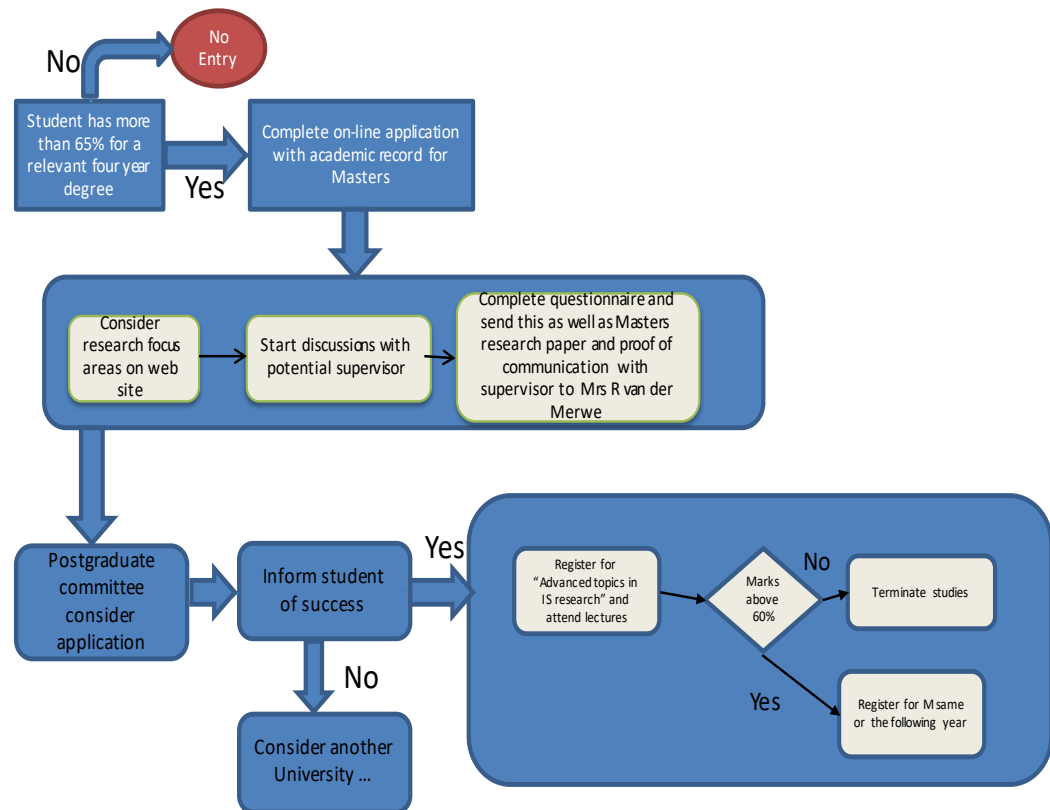 No
Entry
No
Student has more
than 65% for a
relevant four year
degree
Yes
Complete on-line application
with academic record for
Masters
Consider
research focus
areas on web
site
Start discussions with
potential supervisor
Complete questionnaire and
send this as well as Masters
research paper and proof of
communication with
supervisor to Mrs R van der
Merwe
Postgraduate
committee
consider
application
Inform student
of success
Yes
No
Consider another
University ...
Register for
“Advanced topics in
IS research” and
attend lectures
Marks
above
60%
No
Terminate studies
Yes
Register for M same
or the following year